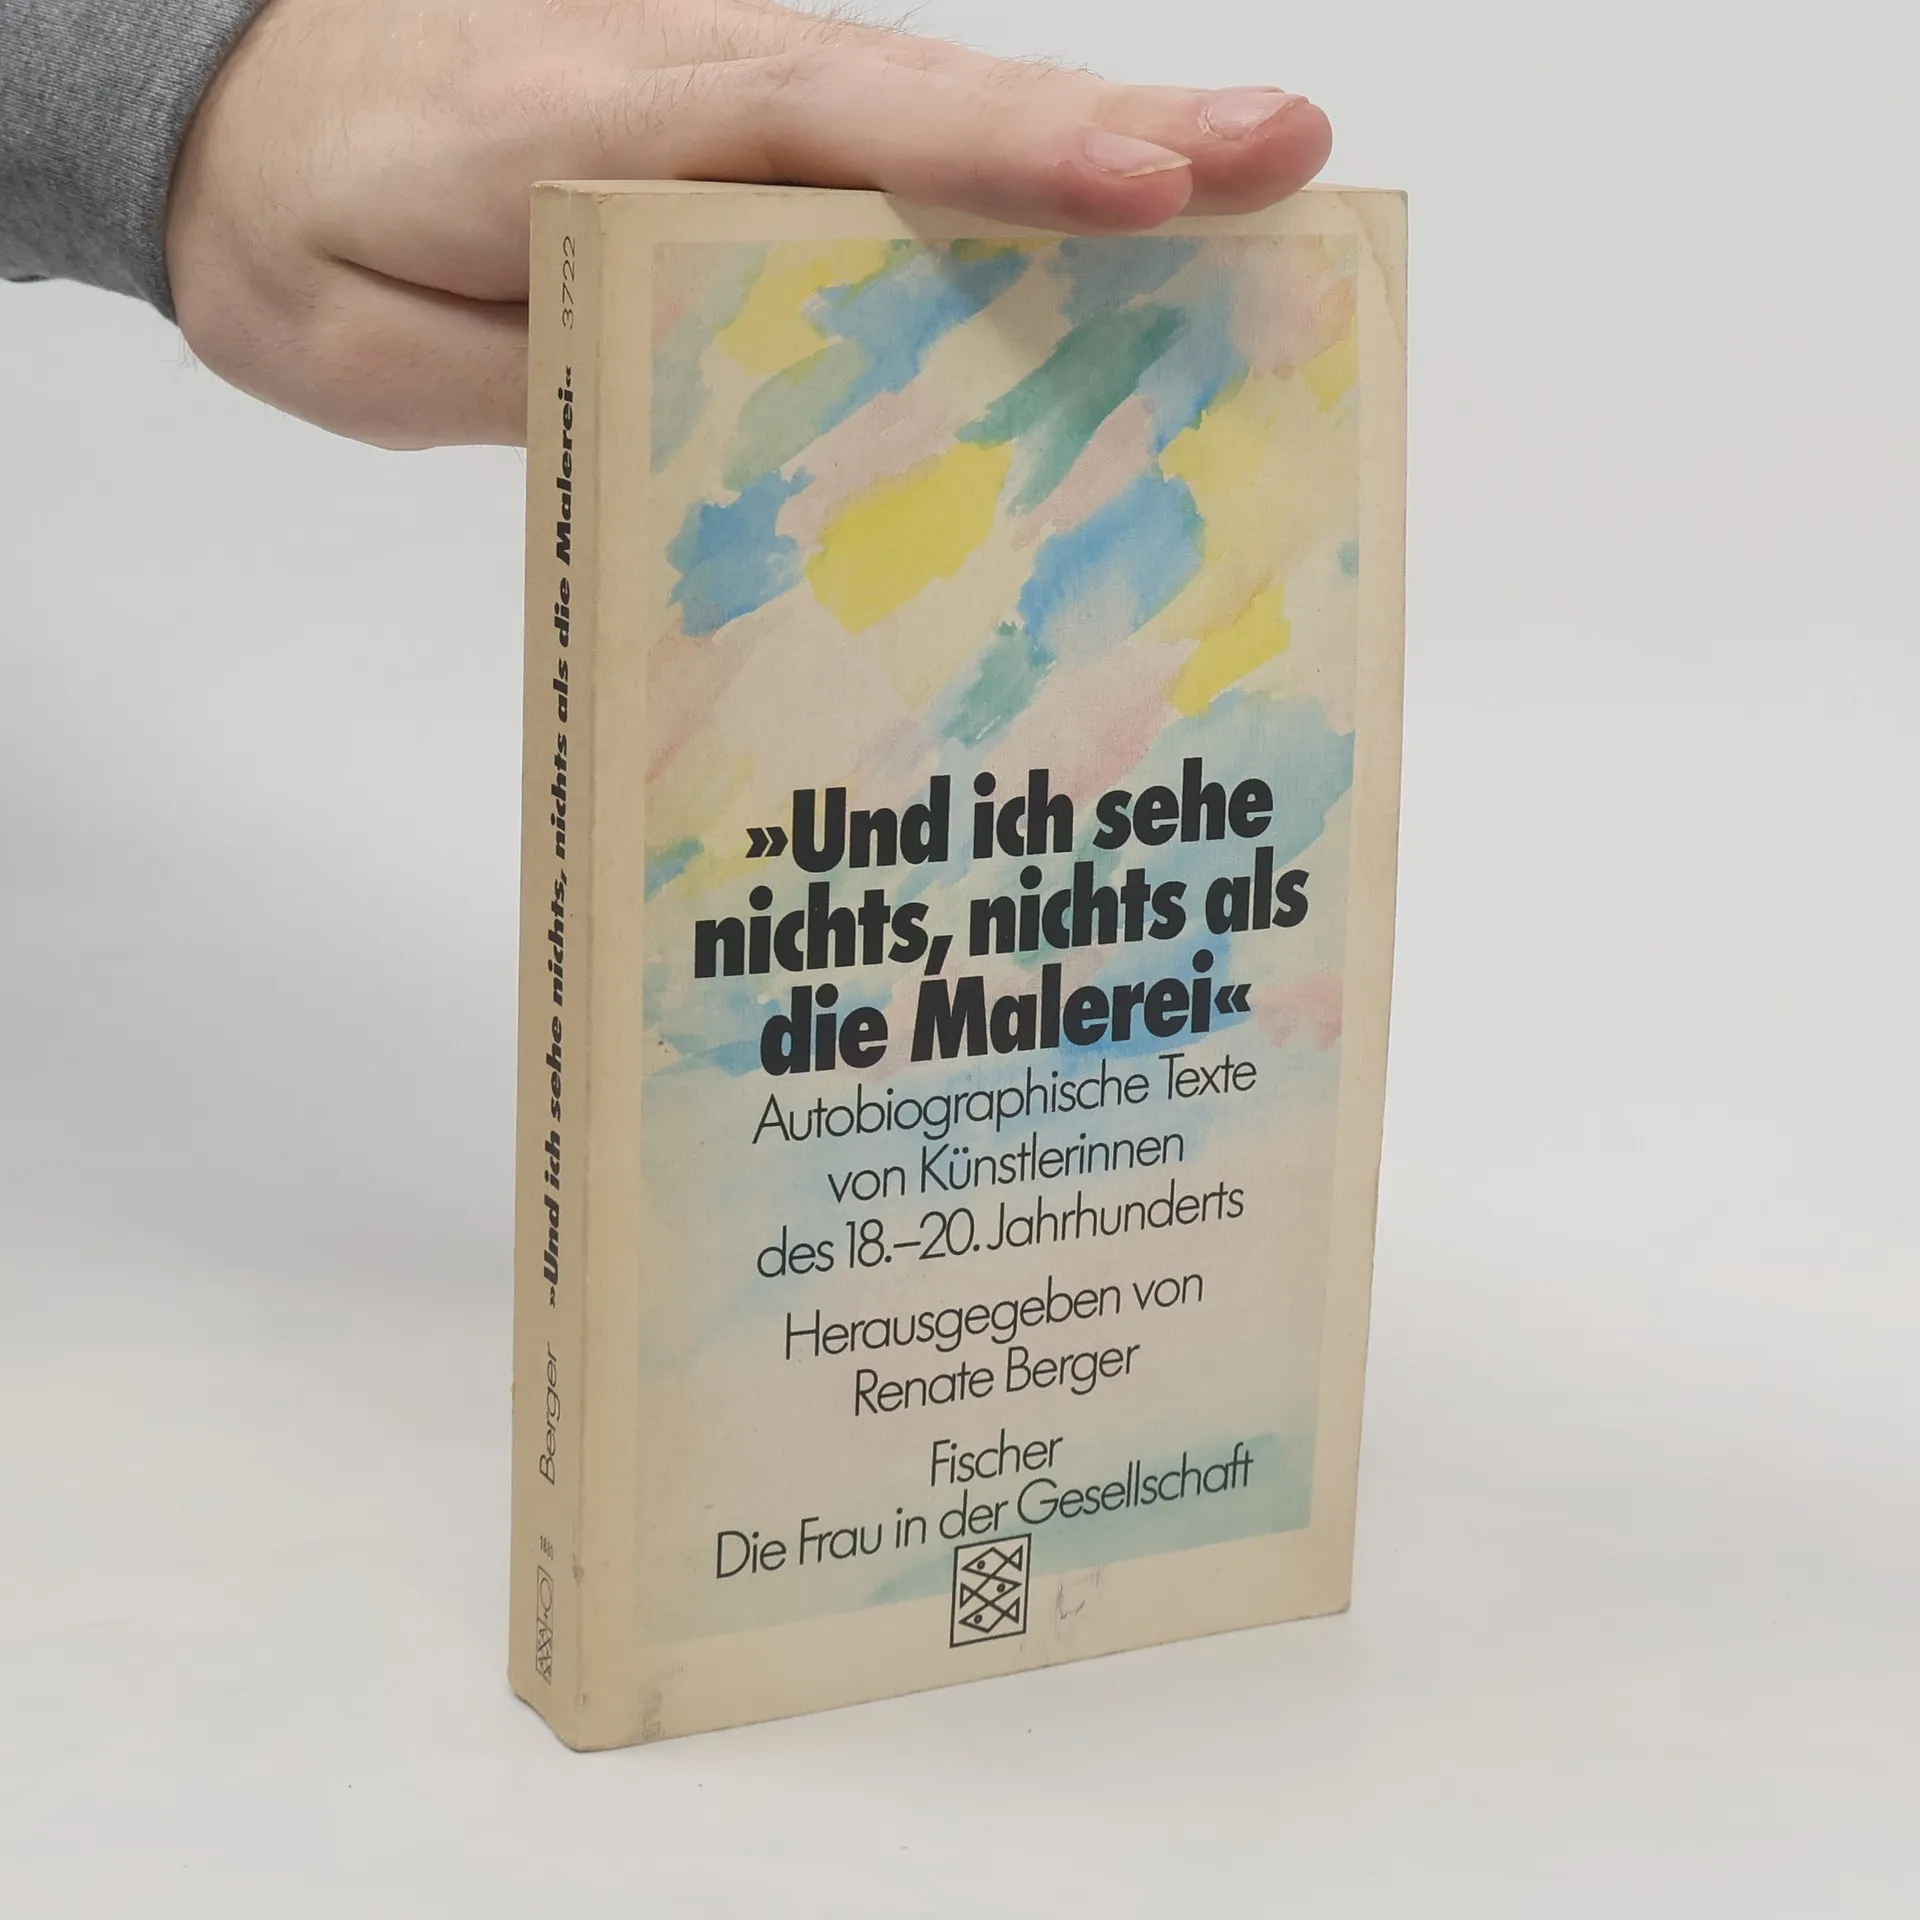 »Und ich sehe
nichts, nichts als
die Malerei«
Autobiographische Texte
von Künstlerinnen
des 18.–20. Jahrhunderts
Herausgegeben von
Renate Berger
Fischer
Die Frau in der Gesellschaft
Berger »Und ich sehe nichts, nichts als die Malerei« 3722